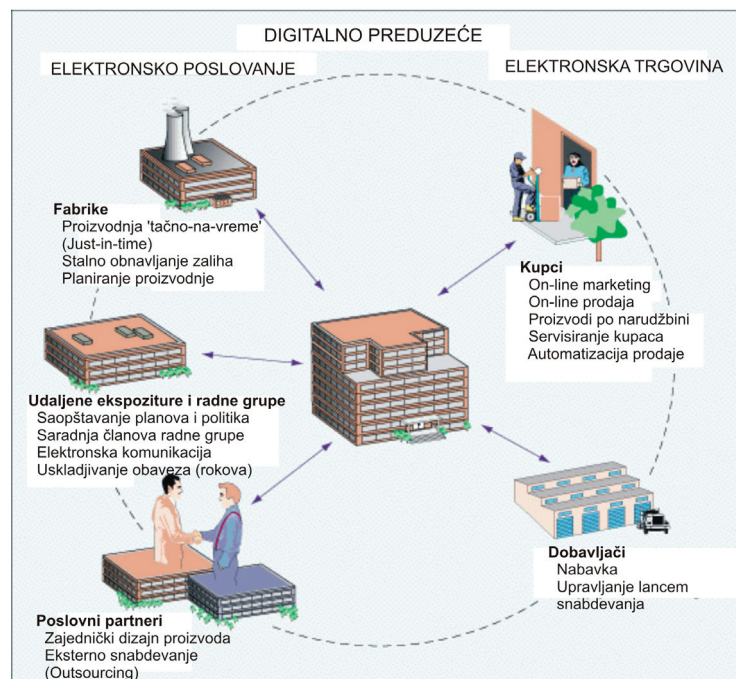 DIGITALNO PREDUZEĆE
ELEKTRONSKO POSLOVANJE
ELEKTRONSKA TRGOVINA
Fabrike
Proizvodnja 'tačno-na-vreme'
(Just-in-time)
Stalno obnavljanje zaliha
Planiranje proizvodnje
Kupci
On-line marketing
On-line prodaja
Proizvodi po narudžbini
Servisiranje kupaca
Automatizacija prodaje
Udaljene ekspoziture i radne grupe
Saopštavanje planova i politika
Saradnja članova radne grupe
Elektronska komunikacija
Uskladjivanje obaveza (rokova)
Dobavljači
Nabavka
Upravljanje lancem
snabdevanja
Poslovni partneri
Zajednički dizajn proizvoda
Eksterno snabdevanje
(Outsourcing)